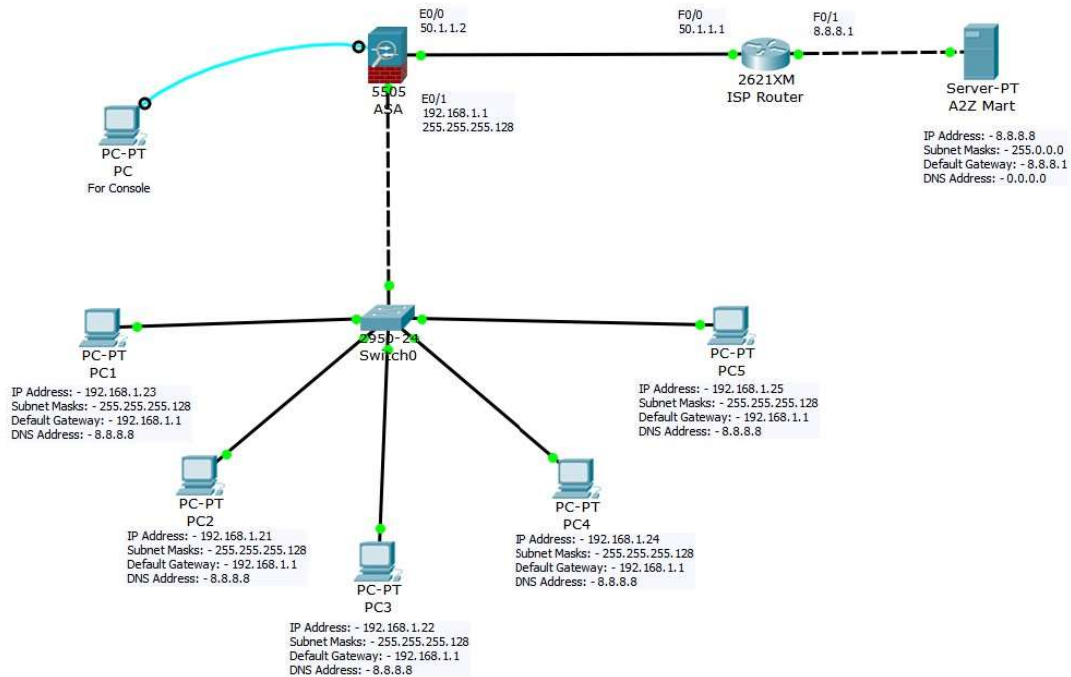 E0/0
50.1.1.2
F0/0
50.1.1.1
F0/1
8.8.8.1
5505
ASA
2621XM
ISP Router
Server-PT
A2Z Mart
E0/1
192.168.1.1
255.255.255.128
IP Address: - 8.8.8.8
Subnet Masks: - 255.0.0.0
Default Gateway: - 8.8.8.1
DNS Address: - 0.0.0.0
PC-PT
PC
For Console
2950-24
Switch0
PC-PT
PC1
IP Address: - 192.168.1.23
Subnet Masks: - 255.255.255.128
Default Gateway: - 192.168.1.1
DNS Address: - 8.8.8.8
PC-PT
PC5
IP Address: - 192.168.1.25
Subnet Masks: - 255.255.255.128
Default Gateway: - 192.168.1.1
DNS Address: - 8.8.8.8
PC-PT
PC2
IP Address: - 192.168.1.21
Subnet Masks: - 255.255.255.128
Default Gateway: - 192.168.1.1
DNS Address: - 8.8.8.8
PC-PT
PC4
IP Address: - 192.168.1.24
Subnet Masks: - 255.255.255.128
Default Gateway: - 192.168.1.1
DNS Address: - 8.8.8.8
PC-PT
PC3
IP Address: - 192.168.1.22
Subnet Masks: - 255.255.255.128
Default Gateway: - 192.168.1.1
DNS Address: - 8.8.8.8